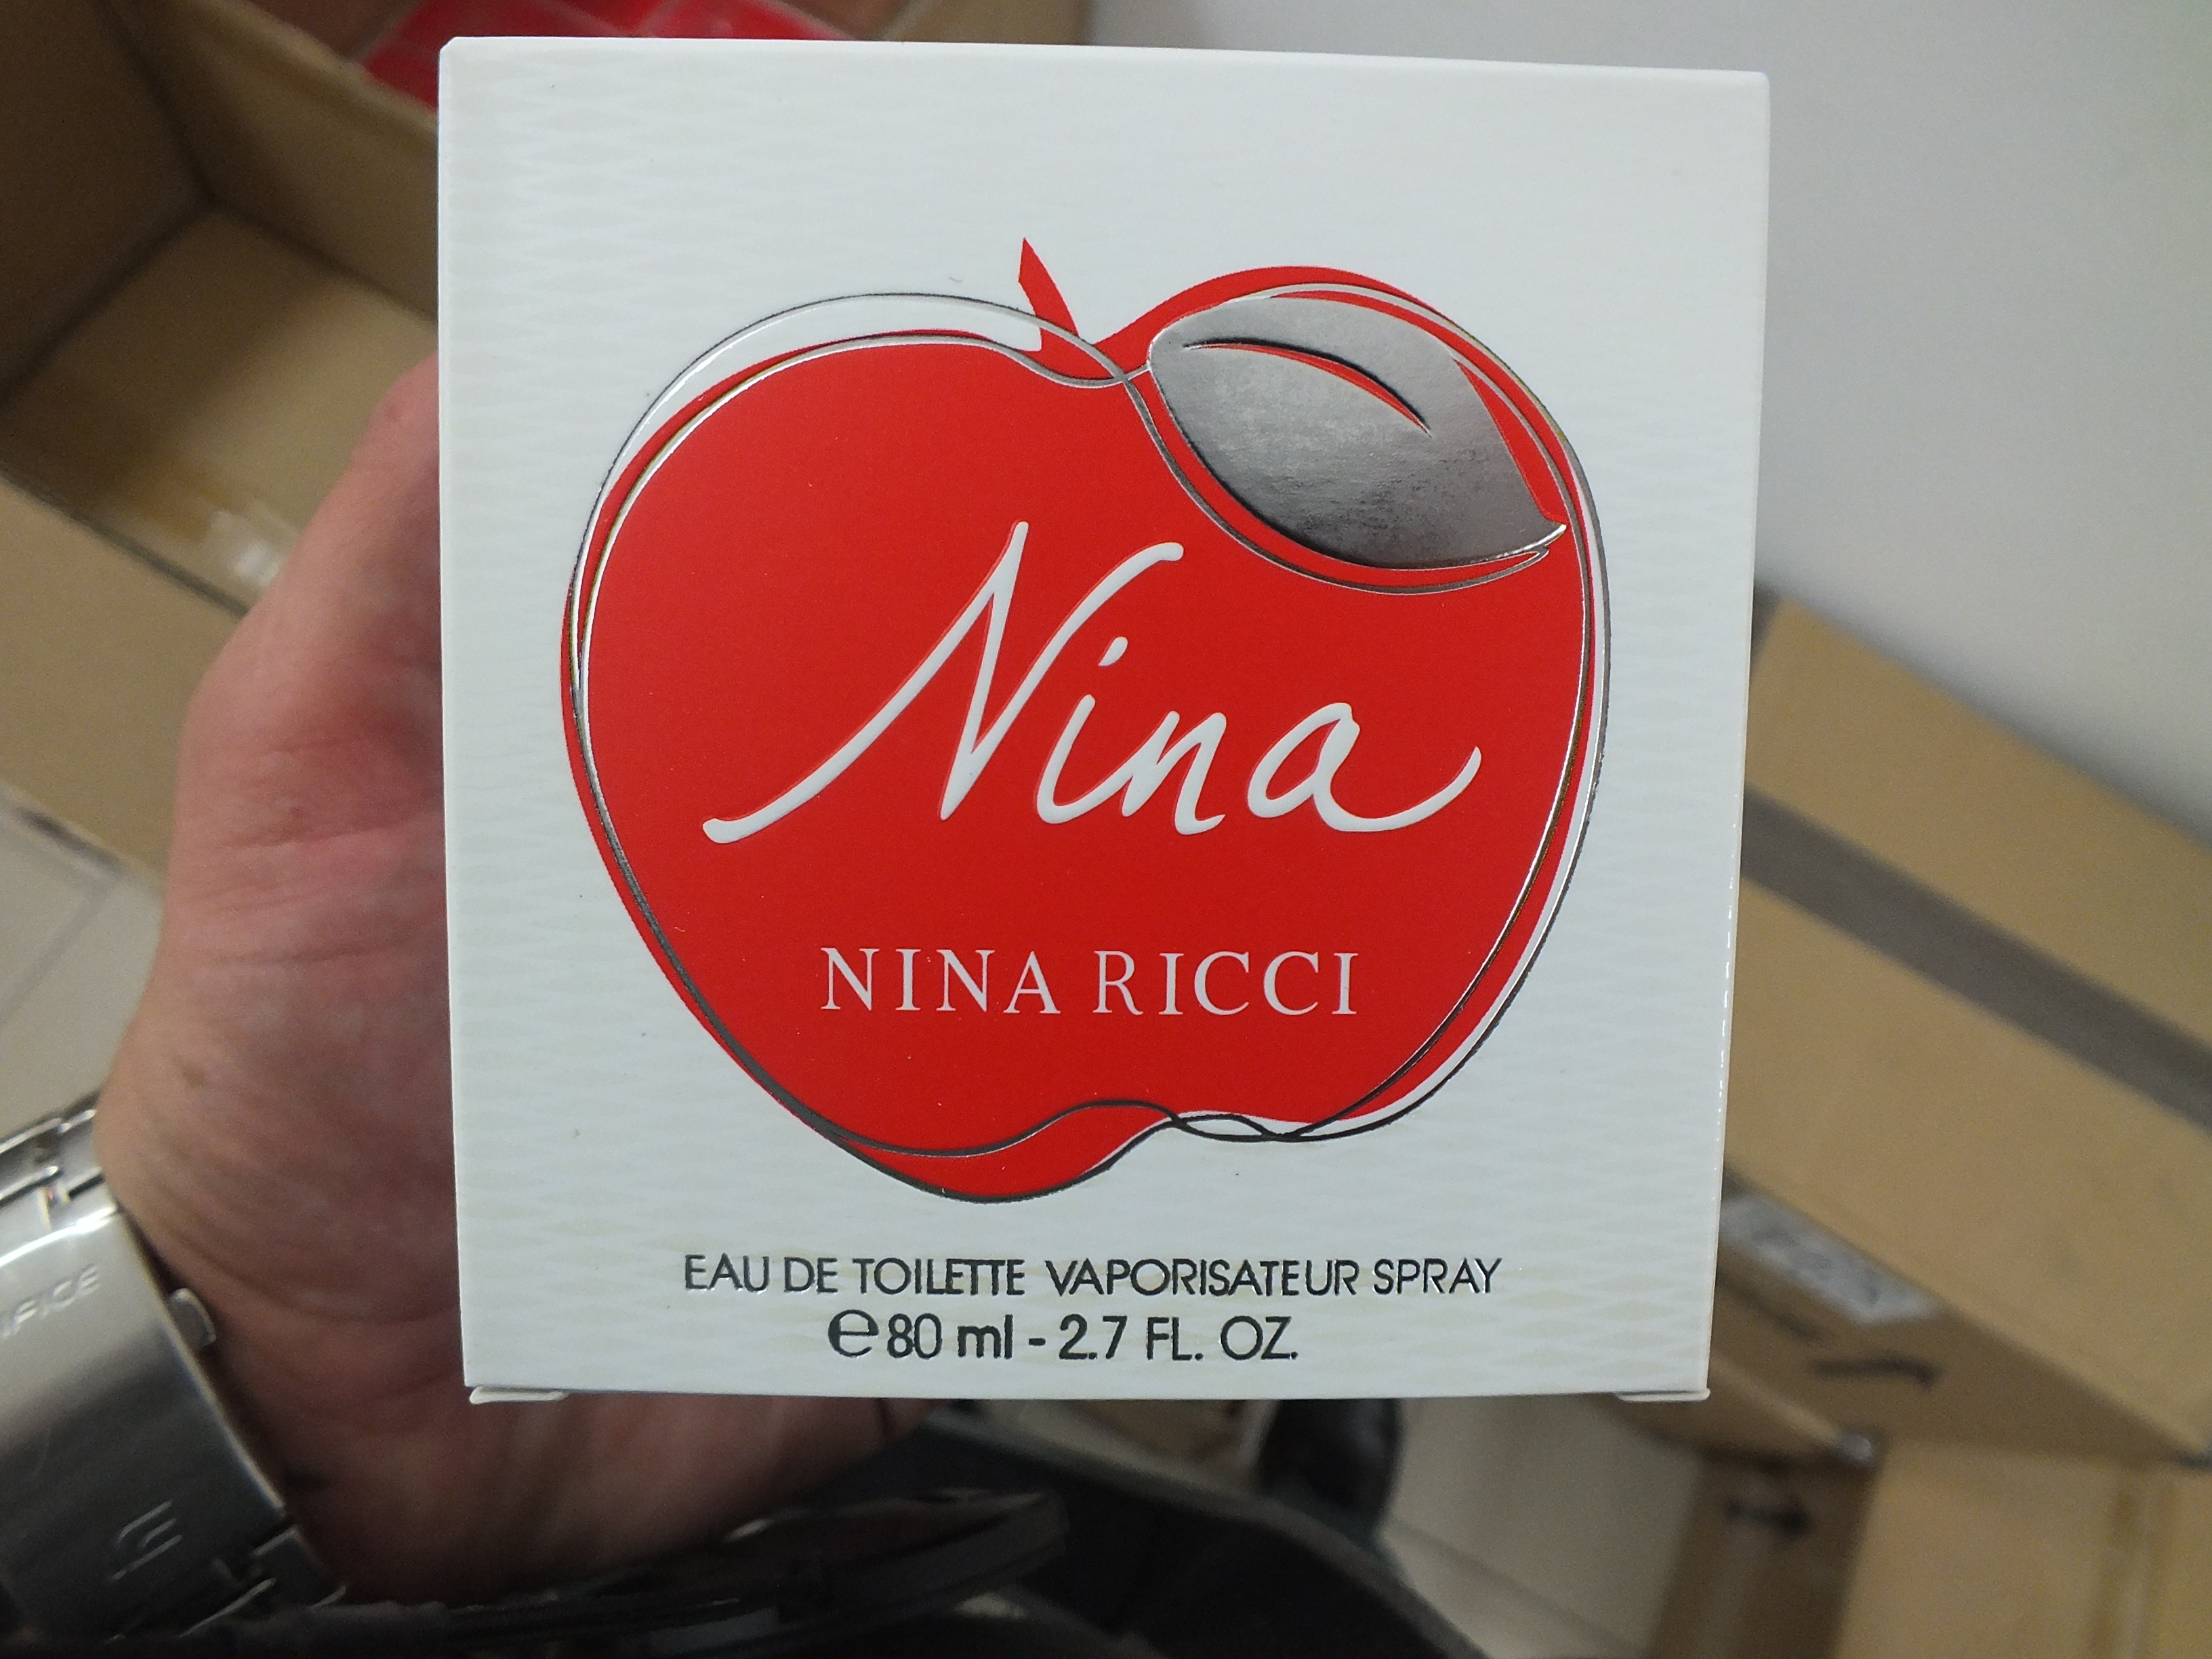 Nina
NINA RICCI
EAU DE TOILETTE VAPORISATEUR SPRAY
℮80 ml - 2.7 FL. OZ.